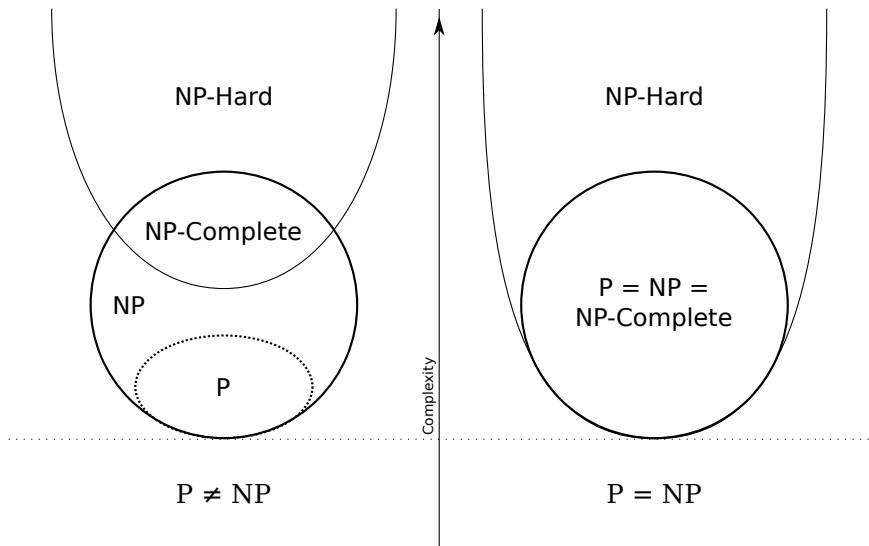 NP-Hard
NP-Complete
NP
P
P ≠ NP
Complexity
NP-Hard
P = NP =
NP-Complete
P = NP